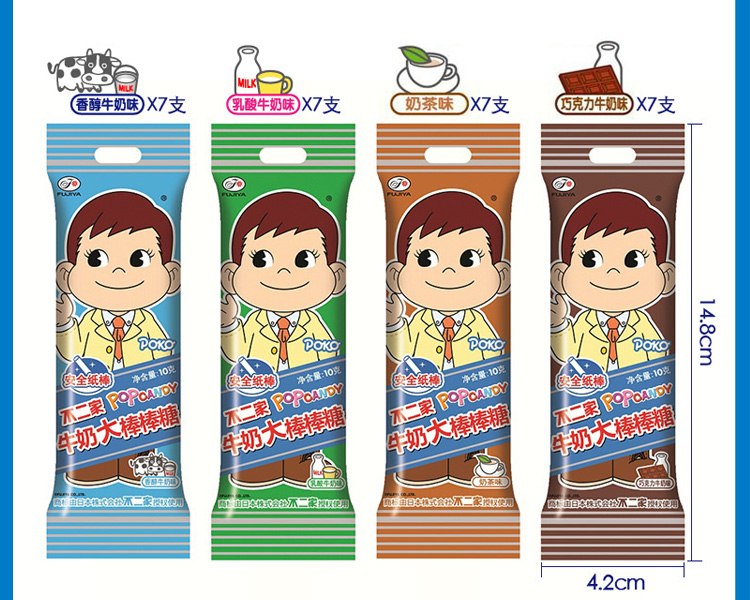 MILK
香醇牛奶味 X7支
MILK
乳酸牛奶味 X7支
奶茶味 X7支
巧克力牛奶味 X7支
FUJIYA
®
POKO
安全纸棒
净含量:10克
不二家 POPCANDY
牛奶大棒棒糖
香醇牛奶味
商标由日本株式会社不二家授权使用
FUJIYA
®
POKO
安全纸棒
净含量:10克
不二家 POPCANDY
牛奶大棒棒糖
乳酸牛奶味
商标由日本株式会社不二家授权使用
FUJIYA
®
POKO
安全纸棒
净含量:10克
不二家 POPCANDY
牛奶大棒棒糖
奶茶味
商标由日本株式会社不二家授权使用
FUJIYA
®
POKO
安全纸棒
净含量:10克
不二家 POPCANDY
牛奶大棒棒糖
巧克力牛奶味
商标由日本株式会社不二家授权使用
14.8cm
4.2cm